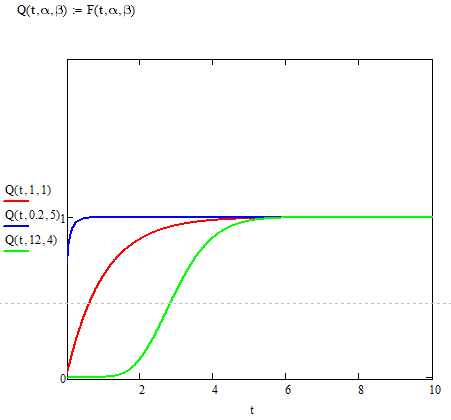 Q(t,α,β) := F(t,α,β)
Q(t,1,1)
Q(t,0.2,5)
Q(t,12,4)
1
0
2 4 6 8 10
t